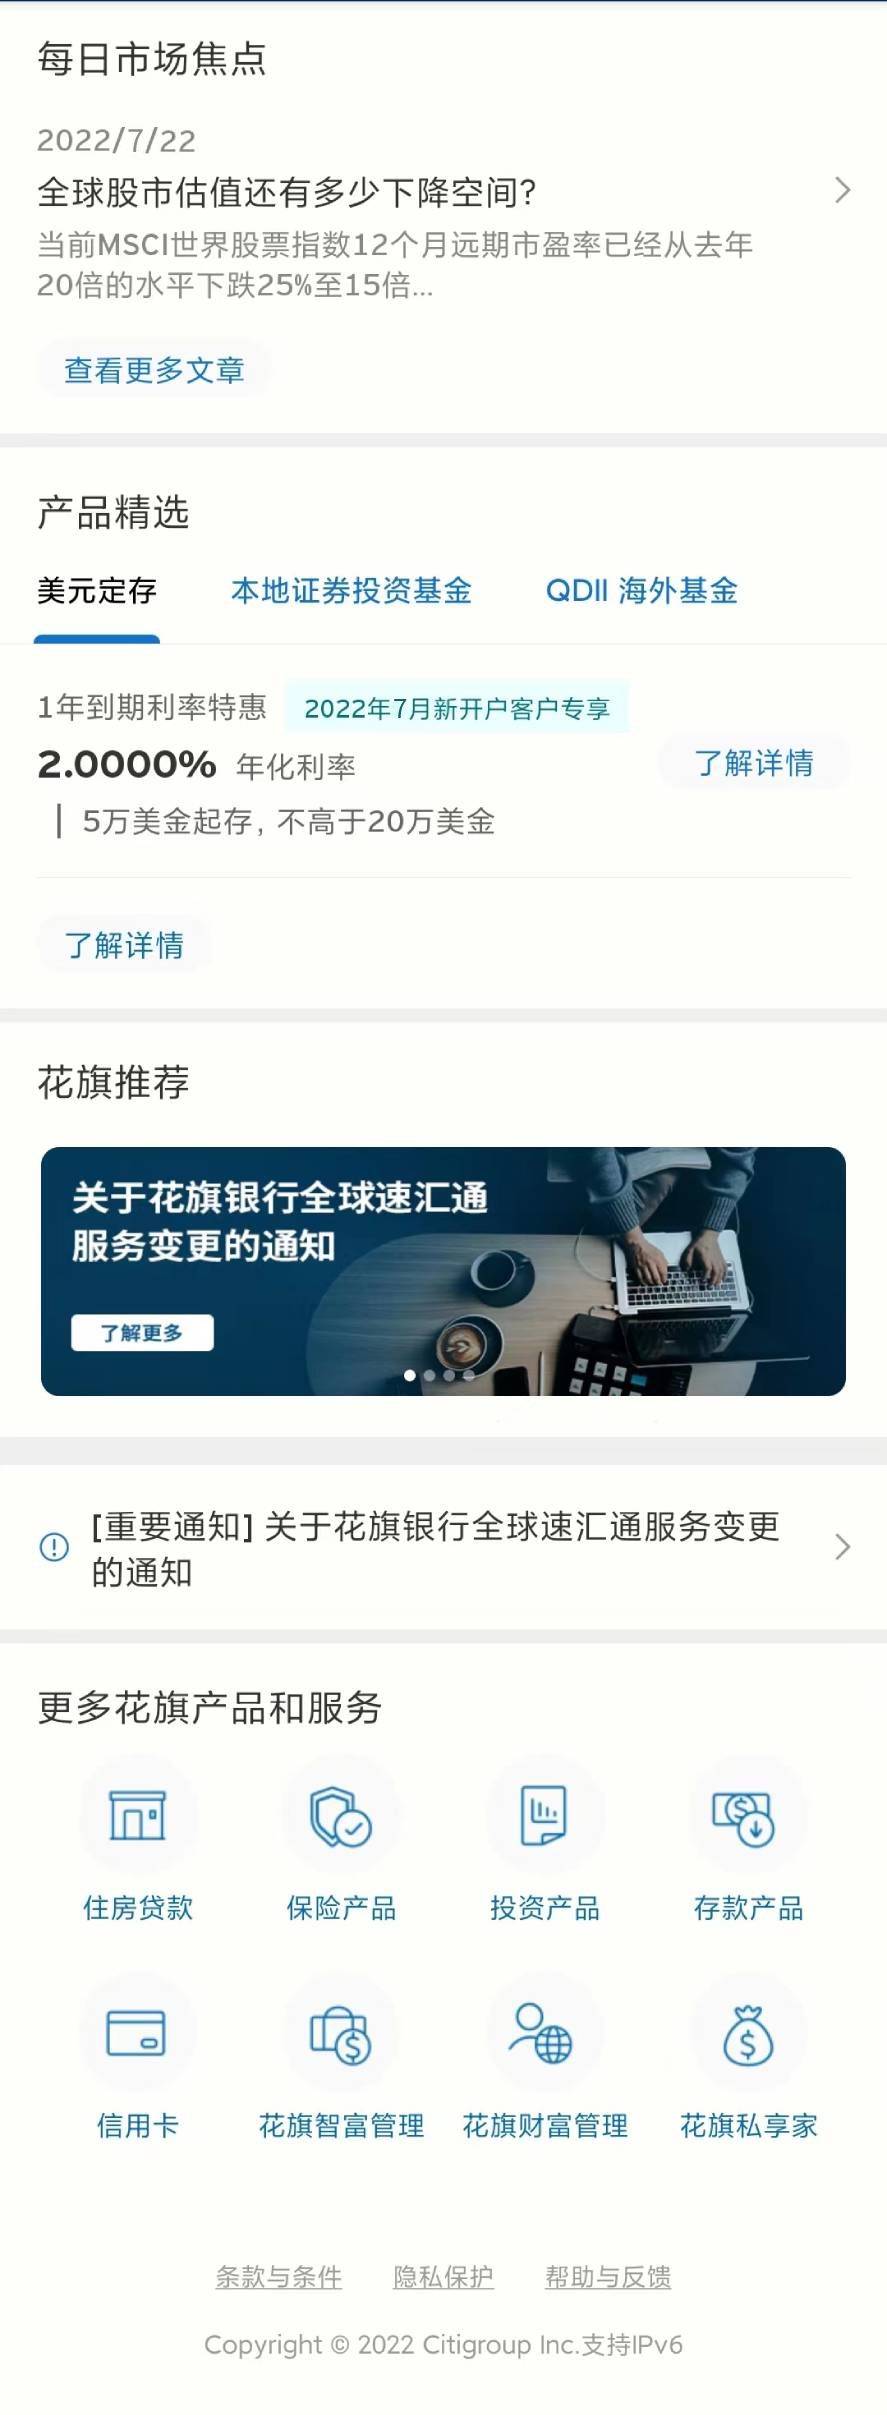 每日市场焦点
2022/7/22
全球股市估值还有多少下降空间?
当前MSCI世界股票指数12个月远期市盈率已经从去年
20倍的水平下跌25%至15倍...
查看更多文章
产品精选
美元定存
本地证券投资基金
QDII 海外基金
1年到期利率特惠
2022年7月新开户客户专享
2.0000% 年化利率
了解详情
5万美金起存, 不高于20万美金
了解详情
花旗推荐
关于花旗银行全球速汇通
服务变更的通知
了解更多
[重要通知] 关于花旗银行全球速汇通服务变更
的通知
更多花旗产品和服务
住房贷款
保险产品
投资产品
存款产品
信用卡
花旗智富管理
花旗财富管理
花旗私享家
条款与条件
隐私保护
帮助与反馈
Copyright © 2022 Citigroup Inc.支持IPv6